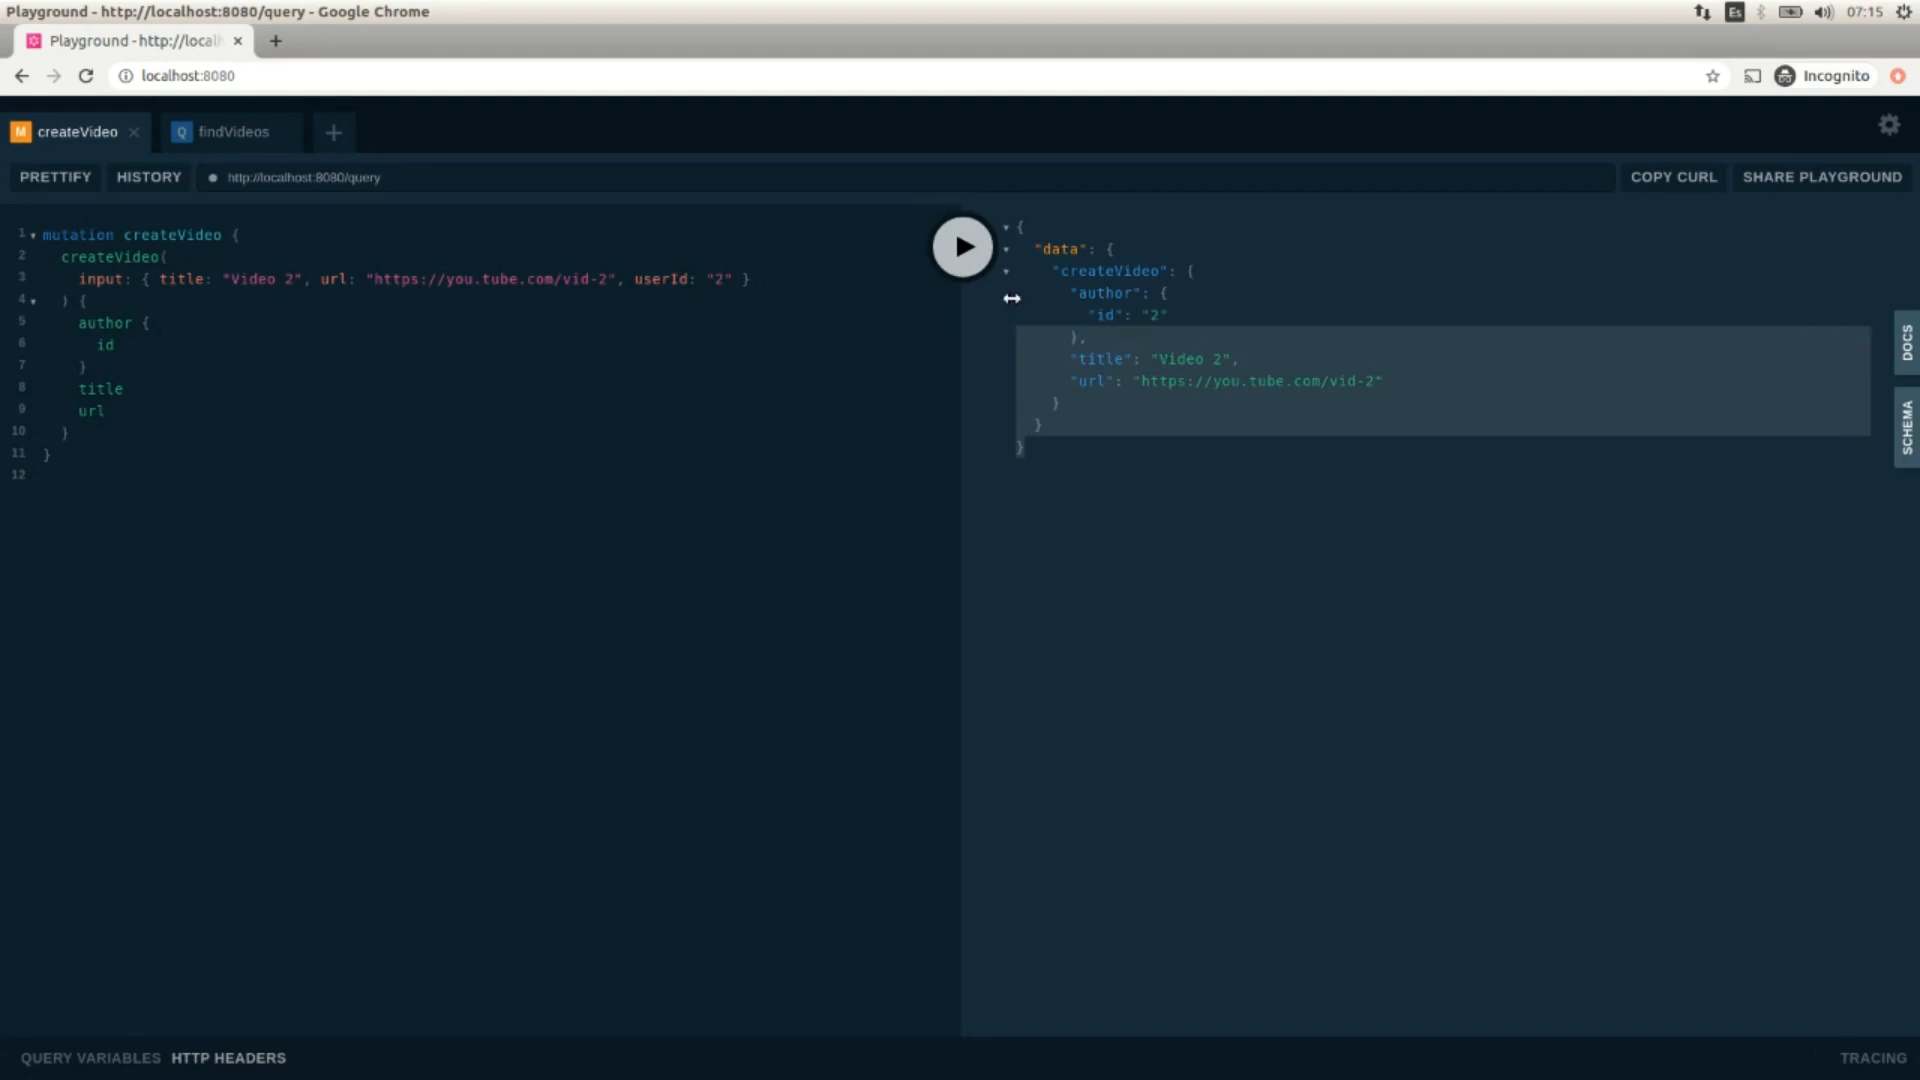 Playground - http://localhost:8080/query - Google Chrome
Es
07:15
Playground - http://local
localhost:8080
Incognito
M createVideo
Q findVideos
PRETTIFY
HISTORY
http://localhost:8080/query
COPY CURL
SHARE PLAYGROUND
1 mutation createVideo {
2 createVideo(
3 input: { title: "Video 2", url: "https://you.tube.com/vid-2", userId: "2" }
4 ) {
5 author {
6 id
7 }
8 title
9 url
10 }
11 }
12
{
"data": {
"createVideo": {
"author": {
"id": "2"
},
"title": "Video 2",
"url": "https://you.tube.com/vid-2"
}
}
}
DOCS
SCHEMA
QUERY VARIABLES
HTTP HEADERS
TRACING